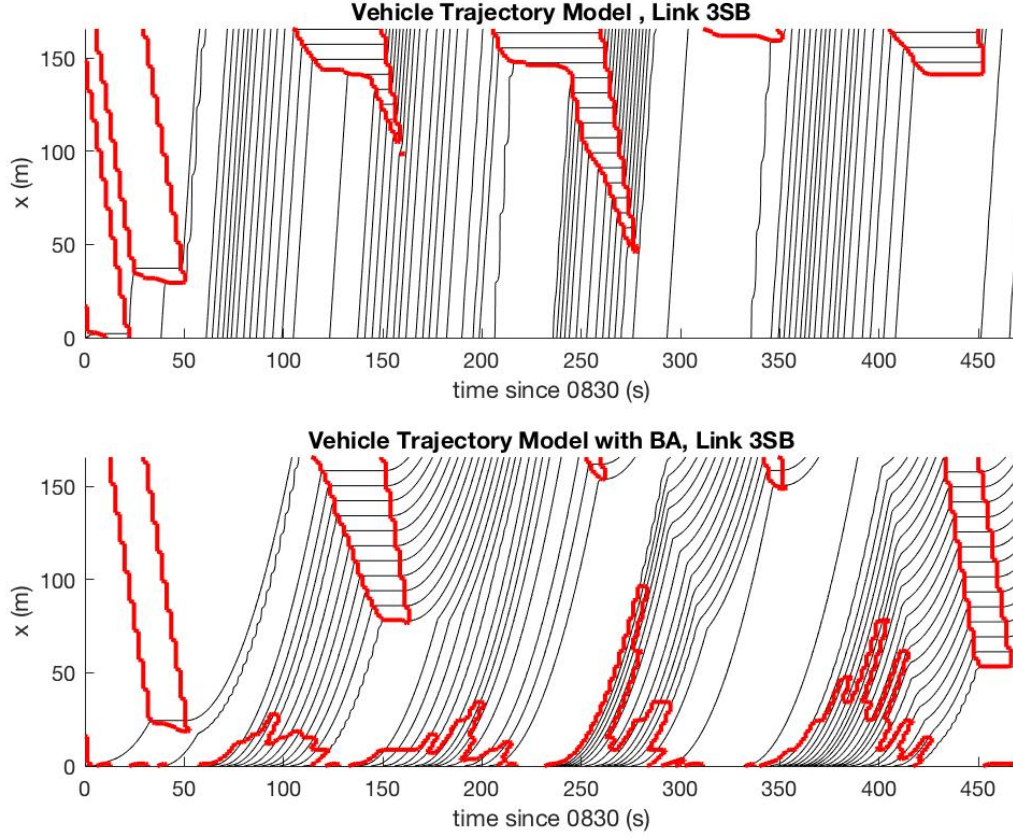 Vehicle Trajectory Model , Link 3SB
x (m)
150
100
50
0
0 50 100 150 200 250 300 350 400 450
time since 0830 (s)
Vehicle Trajectory Model with BA, Link 3SB
x (m)
150
100
50
0
0 50 100 150 200 250 300 350 400 450
time since 0830 (s)